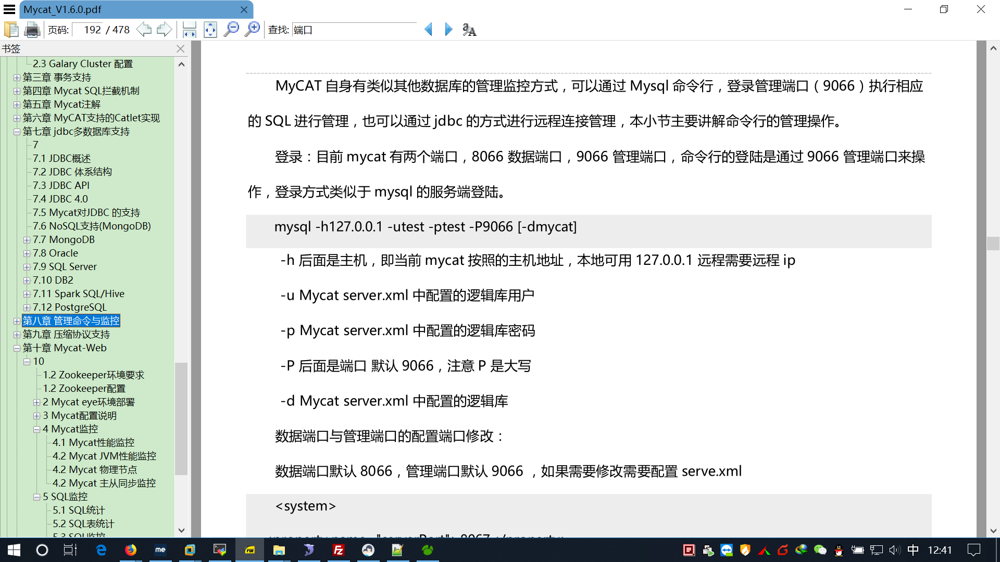 Mycat_V1.6.0.pdf
页码: 192 / 478 查找: 端口
书签
2.3 Galary Cluster 配置
第三章 事务支持
第四章 Mycat SQL拦截机制
第五章 Mycat注解
第六章 MyCAT支持的Catlet实现
第七章 jdbc多数据库支持
7
7.1 JDBC概述
7.2 JDBC 体系结构
7.3 JDBC API
7.4 JDBC 4.0
7.5 Mycat对JDBC 的支持
7.6 NoSQL支持(MongoDB)
7.7 MongoDB
7.8 Oracle
7.9 SQL Server
7.10 DB2
7.11 Spark SQL/Hive
7.12 PostgreSQL
第八章 管理命令与监控
第九章 压缩协议支持
第十章 Mycat-Web
10
1.2 Zookeeper环境要求
1.2 Zookeeper配置
2 Mycat eye环境部署
3 Mycat配置说明
4 Mycat监控
4.1 Mycat性能监控
4.2 Mycat JVM性能监控
4.2 Mycat 物理节点
4.2 Mycat 主从同步监控
5 SQL监控
5.1 SQL统计
5.2 SQL表统计
5.3 SQL监控
MyCAT 自身有类似其他数据库的管理监控方式，可以通过 Mysql 命令行，登录管理端口（9066）执行相应
的 SQL 进行管理，也可以通过 jdbc 的方式进行远程连接管理，本小节主要讲解命令行的管理操作。
登录：目前 mycat 有两个端口，8066 数据端口，9066 管理端口，命令行的登陆是通过 9066 管理端口来操
作，登录方式类似于 mysql 的服务端登陆。
mysql -h127.0.0.1 -utest -ptest -P9066 [-dmycat]
-h 后面是主机，即当前 mycat 按照的主机地址，本地可用 127.0.0.1 远程需要远程 ip
-u Mycat server.xml 中配置的逻辑库用户
-p Mycat server.xml 中配置的逻辑库密码
-P 后面是端口 默认 9066，注意 P 是大写
-d Mycat server.xml 中配置的逻辑库
数据端口与管理端口的配置端口修改：
数据端口默认 8066，管理端口默认 9066 ，如果需要修改需要配置 serve.xml
<system>
<property name="serverPort">8067</property>
me
PDF
中 12:41